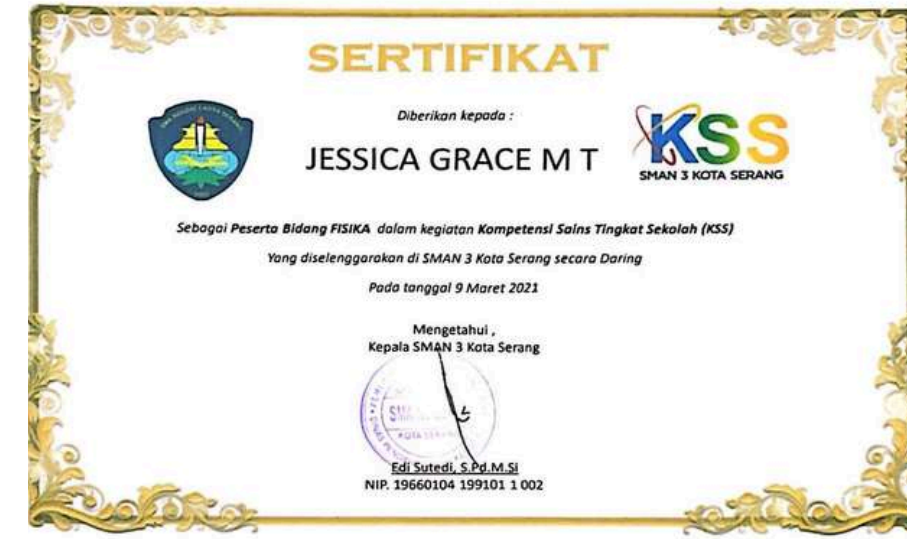 SERTIFIKAT
Diberikan kepada :
JESSICA GRACE M T
KSS
SMAN 3 KOTA SERANG
Sebagai Peserta Bidang FISIKA dalam kegiatan Kompetensi Sains Tingkat Sekolah (KSS)
Yang diselenggarakan di SMAN 3 Kota Serang secara Daring
Pada tanggal 9 Maret 2021
Mengetahui ,
Kepala SMAN 3 Kota Serang
KOTA SERANG
Edi Sutedi, S.Pd.M.Si
NIP. 19660104 199101 1 002